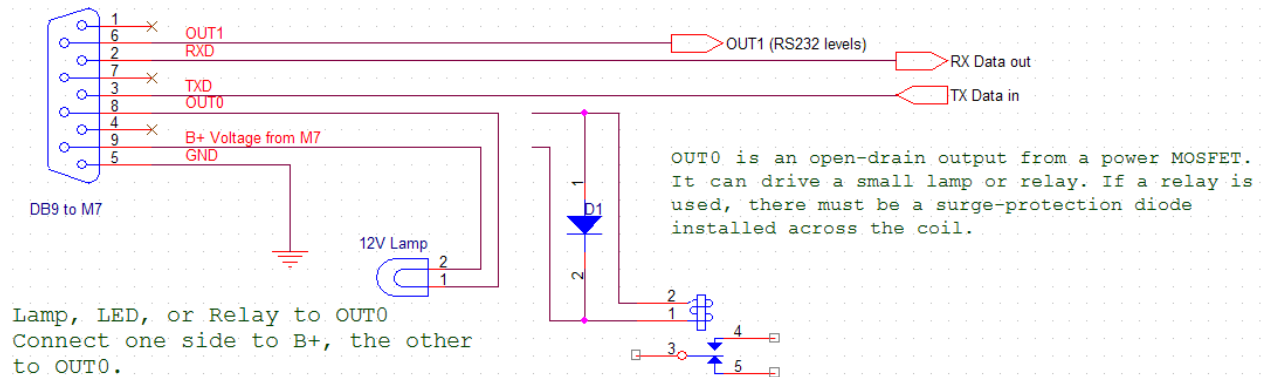 1
6
OUT1
OUT1 (RS232 levels)
2
RXD
RX Data out
7
3
TXD
TX Data in
8
OUT0
4
9
B+ Voltage from M7
5
GND
DB9 to M7
OUT0 is an open-drain output from a power MOSFET.
It can drive a small lamp or relay. If a relay is
used, there must be a surge-protection diode
installed across the coil.
1
D1
2
12V Lamp
2
1
2
1
3
4
5
Lamp, LED, or Relay to OUT0
Connect one side to B+, the other
to OUT0.